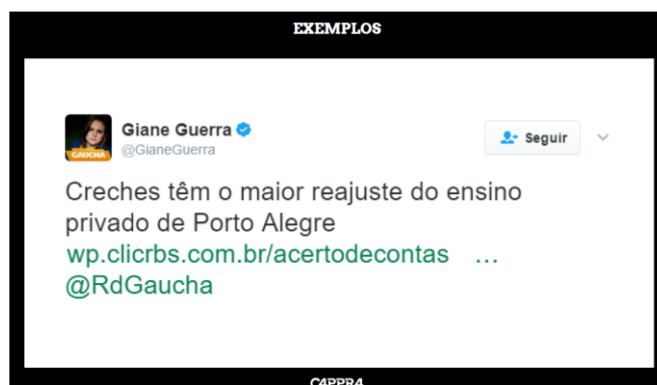 EXEMPLOS
Giane Guerra
@GianeGuerra
Seguir
GAUCHA
Creches têm o maior reajuste do ensino
privado de Porto Alegre
wp.clicrbs.com.br/acertodecontas ...
@RdGaucha
CAPPRA